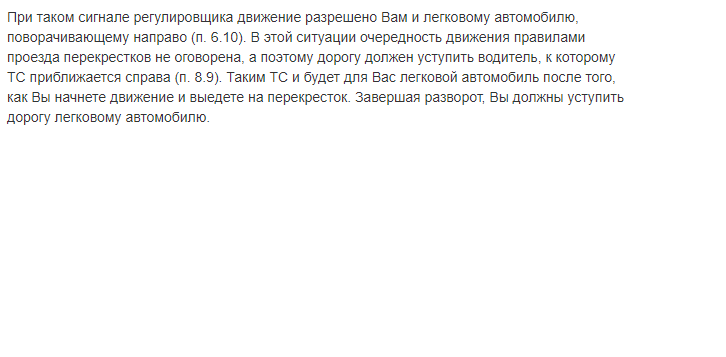 При таком сигнале регулировщика движение разрешено Вам и легковому автомобилю,
поворачивающему направо (п. 6.10). В этой ситуации очередность движения правилами
проезда перекрестков не оговорена, а поэтому дорогу должен уступить водитель, к которому
ТС приближается справа (п. 8.9). Таким ТС и будет для Вас легковой автомобиль после того,
как Вы начнете движение и выедете на перекресток. Завершая разворот, Вы должны уступить
дорогу легковому автомобилю.